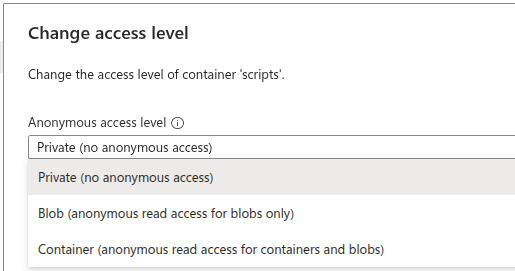 Change access level
Change the access level of container 'scripts'.
Anonymous access level
Private (no anonymous access)
Private (no anonymous access)
Blob (anonymous read access for blobs only)
Container (anonymous read access for containers and blobs)